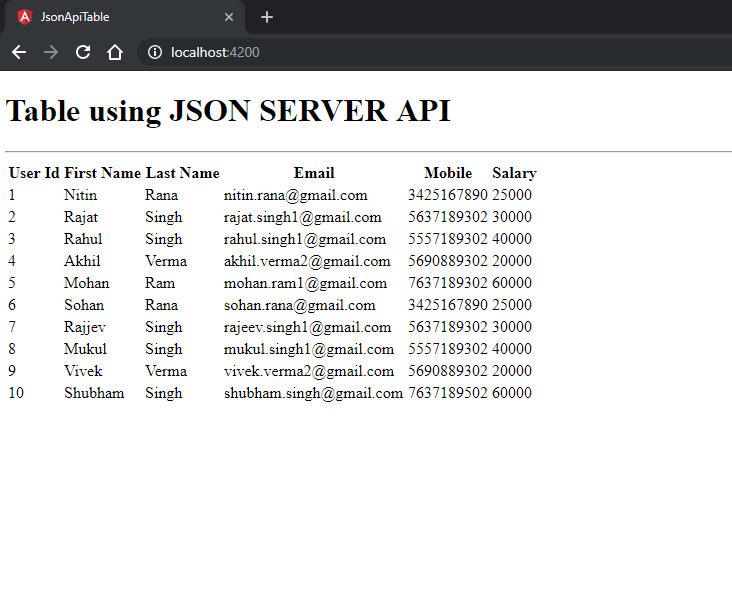 JsonApiTable
localhost:4200
Table using JSON SERVER API
User Id First Name Last Name Email Mobile Salary
1 Nitin Rana nitin.rana@gmail.com 3425167890 25000
2 Rajat Singh rajat.singh1@gmail.com 5637189302 30000
3 Rahul Singh rahul.singh1@gmail.com 5557189302 40000
4 Akhil Verma akhil.verma2@gmail.com 5690889302 20000
5 Mohan Ram mohan.ram1@gmail.com 7637189302 60000
6 Sohan Rana sohan.rana@gmail.com 3425167890 25000
7 Rajjev Singh rajeev.singh1@gmail.com 5637189302 30000
8 Mukul Singh mukul.singh1@gmail.com 5557189302 40000
9 Vivek Verma vivek.verma2@gmail.com 5690889302 20000
10 Shubham Singh shubham.singh@gmail.com 7637189502 60000